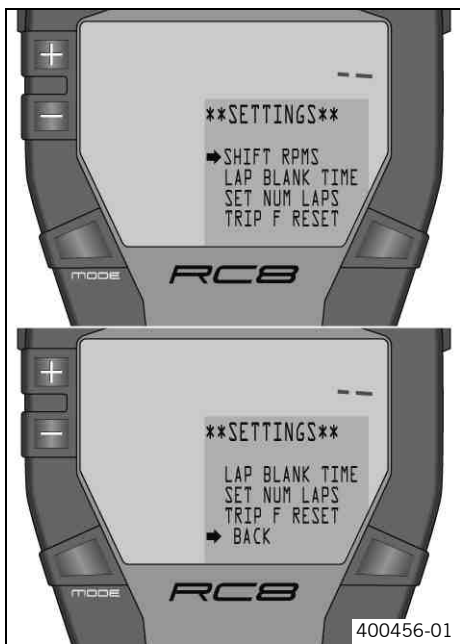 +
--
-
**SETTINGS**
➡SHIFT RPMS
LAP BLANK TIME
SET NUM LAPS
TRIP F RESET
MODE
RC8
+
--
-
**SETTINGS**
LAP BLANK TIME
SET NUM LAPS
TRIP F RESET
➡ BACK
MODE
RC8
400456-01